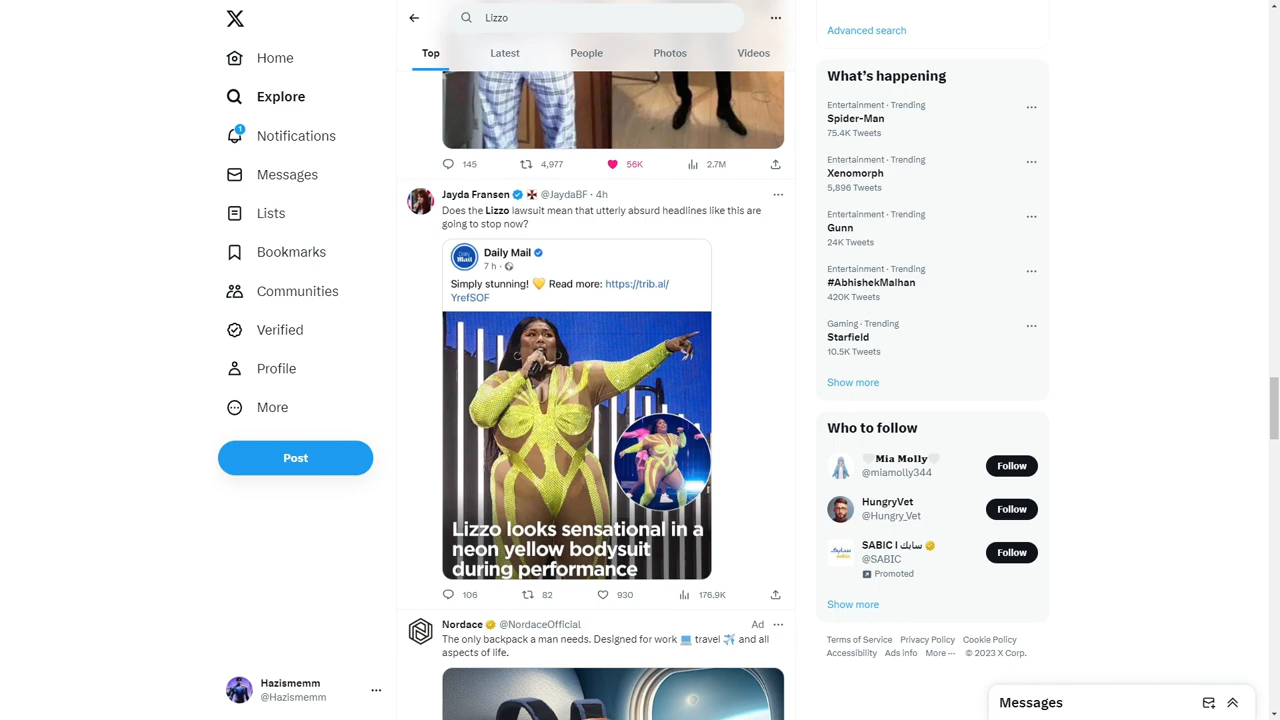 Home
Explore
1
Notifications
Messages
Lists
Bookmarks
Communities
Verified
Profile
More
Post
Hazismemm
@Hazismemm
Lizzo
Top
Latest
People
Photos
Videos
145
4,977
56K
2.7M
Jayda Fransen @JaydaBF · 4h
Does the Lizzo lawsuit mean that utterly absurd headlines like this are
going to stop now?
Daily Mail
7 h ·
Simply stunning! 💛 Read more: https://trib.al/
YrefSOF
Lizzo looks sensational in a
neon yellow bodysuit
during performance
106
82
930
176.9K
Nordace @NordaceOfficial
Ad
The only backpack a man needs. Designed for work 💻 travel ✈️ and all
aspects of life.
Advanced search
What's happening
Entertainment · Trending
Spider-Man
75.4K Tweets
Entertainment · Trending
Xenomorph
5,896 Tweets
Entertainment · Trending
Gunn
24K Tweets
Entertainment · Trending
#AbhishekMalhan
420K Tweets
Gaming · Trending
Starfield
10.5K Tweets
Show more
Who to follow
🤍Mia Molly🤍
@miamolly344
Follow
HungryVet
@Hungry_Vet
Follow
SABIC I سابك
@SABIC
Follow
Promoted
Show more
Terms of Service Privacy Policy Cookie Policy
Accessibility Ads info More ··· © 2023 X Corp.
Messages